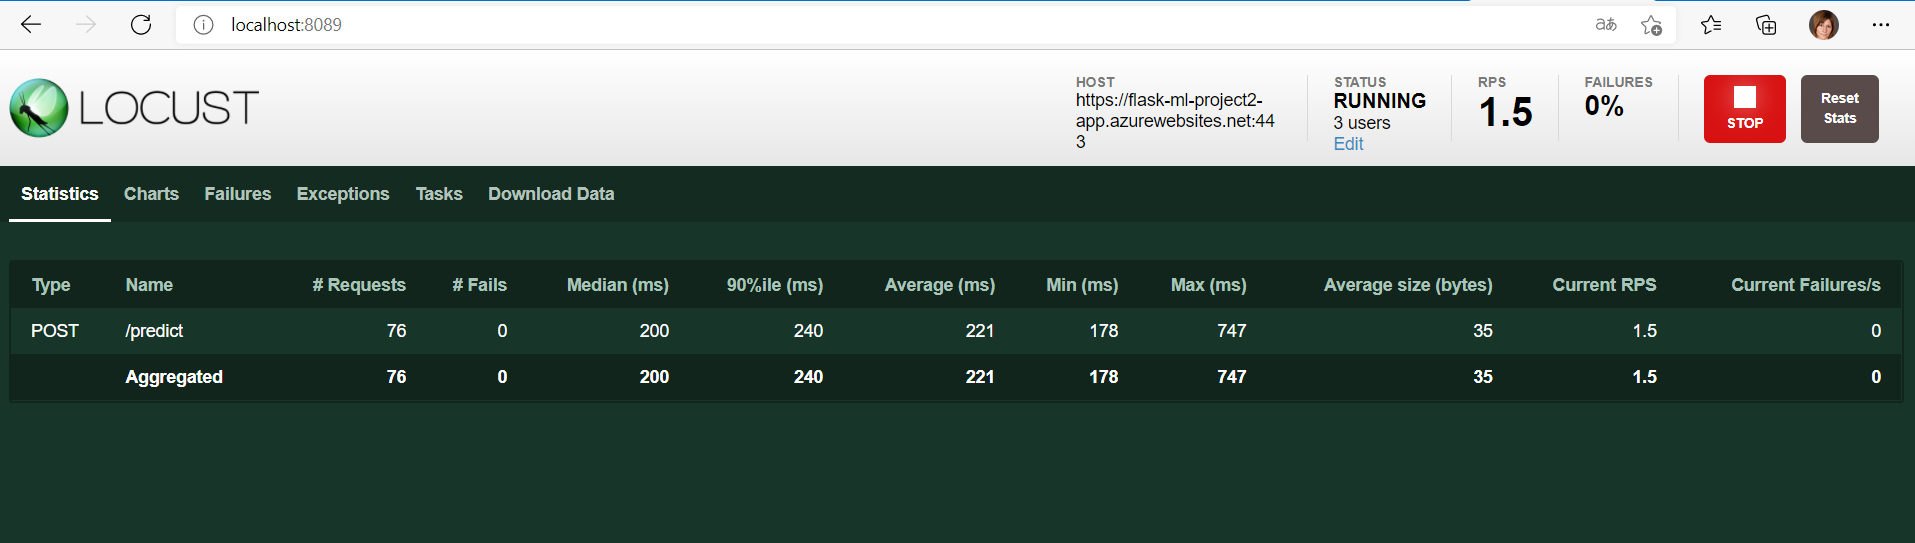 localhost:8089
aあ
LOCUST
HOST
https://flask-ml-project2-
app.azurewebsites.net:44
3
STATUS
RUNNING
3 users
Edit
RPS
1.5
FAILURES
0%
STOP
Reset
Stats
Statistics Charts Failures Exceptions Tasks Download Data
Type Name # Requests # Fails Median (ms) 90%ile (ms) Average (ms) Min (ms) Max (ms) Average size (bytes) Current RPS Current Failures/s
POST /predict 76 0 200 240 221 178 747 35 1.5 0
Aggregated 76 0 200 240 221 178 747 35 1.5 0